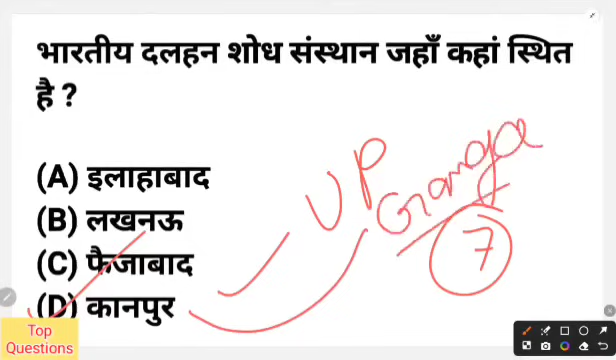 भारतीय दलहन शोध संस्थान जहाँ कहां स्थित
है ?
UP
Ganga
7
(A) इलाहाबाद
(B) लखनऊ
(C) फैजाबाद
(D) कानपुर
Top
Questions